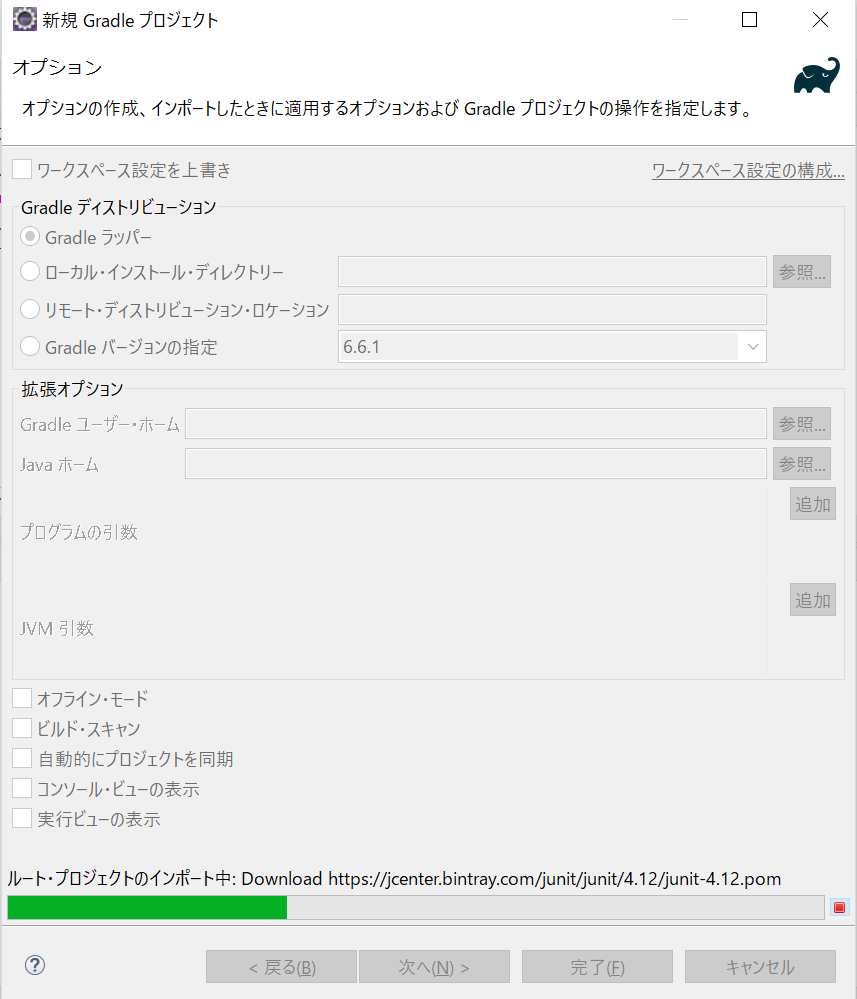 新規 Gradle プロジェクト
オプション
オプションの作成、インポートしたときに適用するオプションおよび Gradle プロジェクトの操作を指定します。
ワークスペース設定を上書き ワークスペース設定の構成...
Gradle ディストリビューション
Gradle ラッパー
ローカル・インストール・ディレクトリー 参照...
リモート・ディストリビューション・ロケーション
Gradle バージョンの指定 6.6.1
拡張オプション
Gradle ユーザー・ホーム 参照...
Java ホーム 参照...
追加
プログラムの引数
追加
JVM 引数
オフライン・モード
ビルド・スキャン
自動的にプロジェクトを同期
コンソール・ビューの表示
実行ビューの表示
ルート・プロジェクトのインポート中: Download https://jcenter.bintray.com/junit/junit/4.12/junit-4.12.pom
? < 戻る(B) 次へ(N) > 完了(F) キャンセル